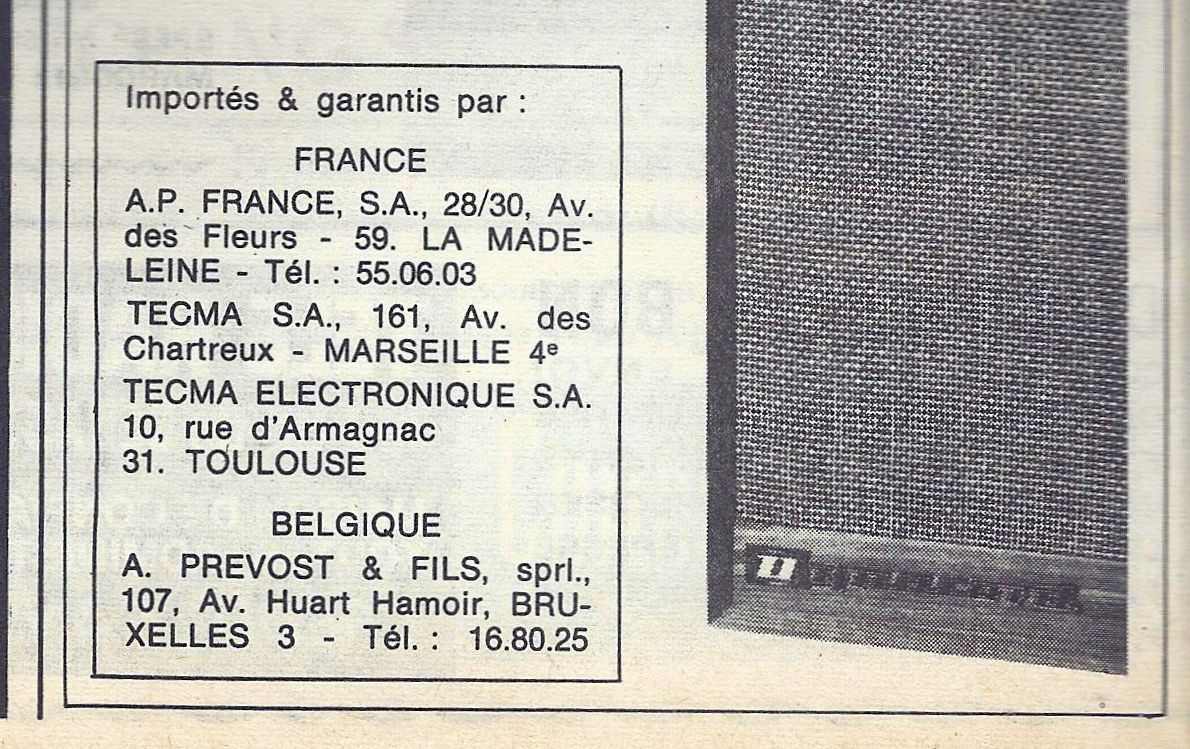 Importés & garantis par :
FRANCE
A.P. FRANCE, S.A., 28/30, Av.
des Fleurs - 59. LA MADE-
LEINE - Tél. : 55.06.03
TECMA S.A., 161, Av. des
Chartreux - MARSEILLE 4ᵉ
TECMA ELECTRONIQUE S.A.
10, rue d'Armagnac
31. TOULOUSE
BELGIQUE
A. PREVOST & FILS, sprl.,
107, Av. Huart Hamoir, BRU-
XELLES 3 - Tél. : 16.80.25